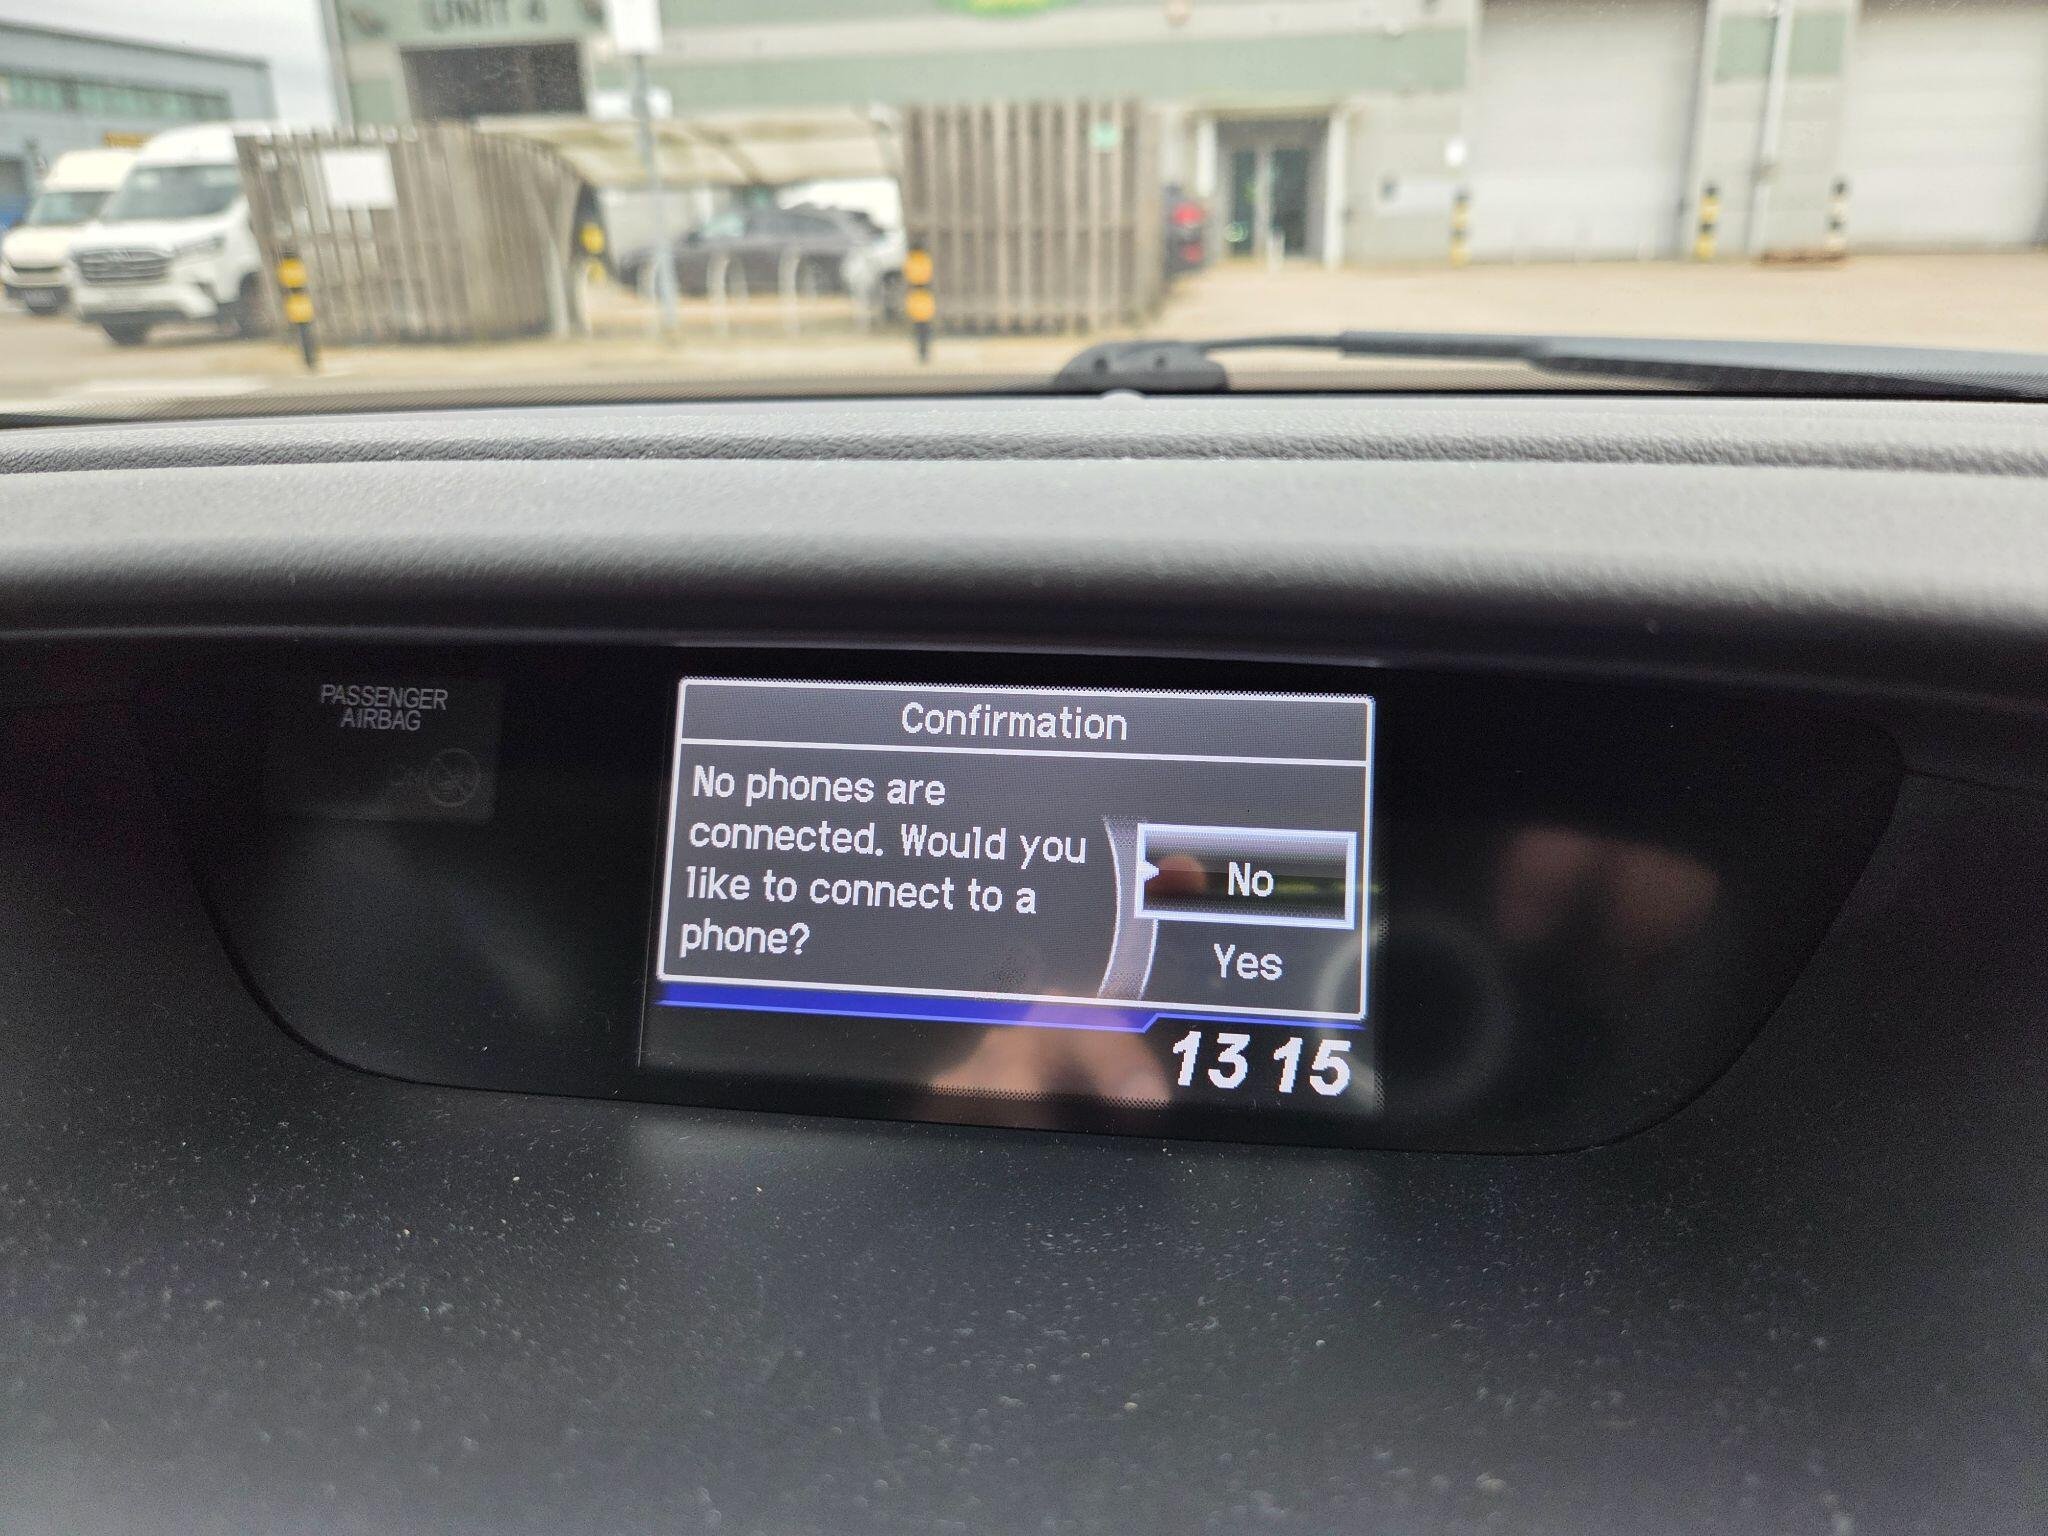 UNIT 4
PASSENGER
AIRBAG
Confirmation
No phones are
connected. Would you
like to connect to a
phone?
No
Yes
13 15